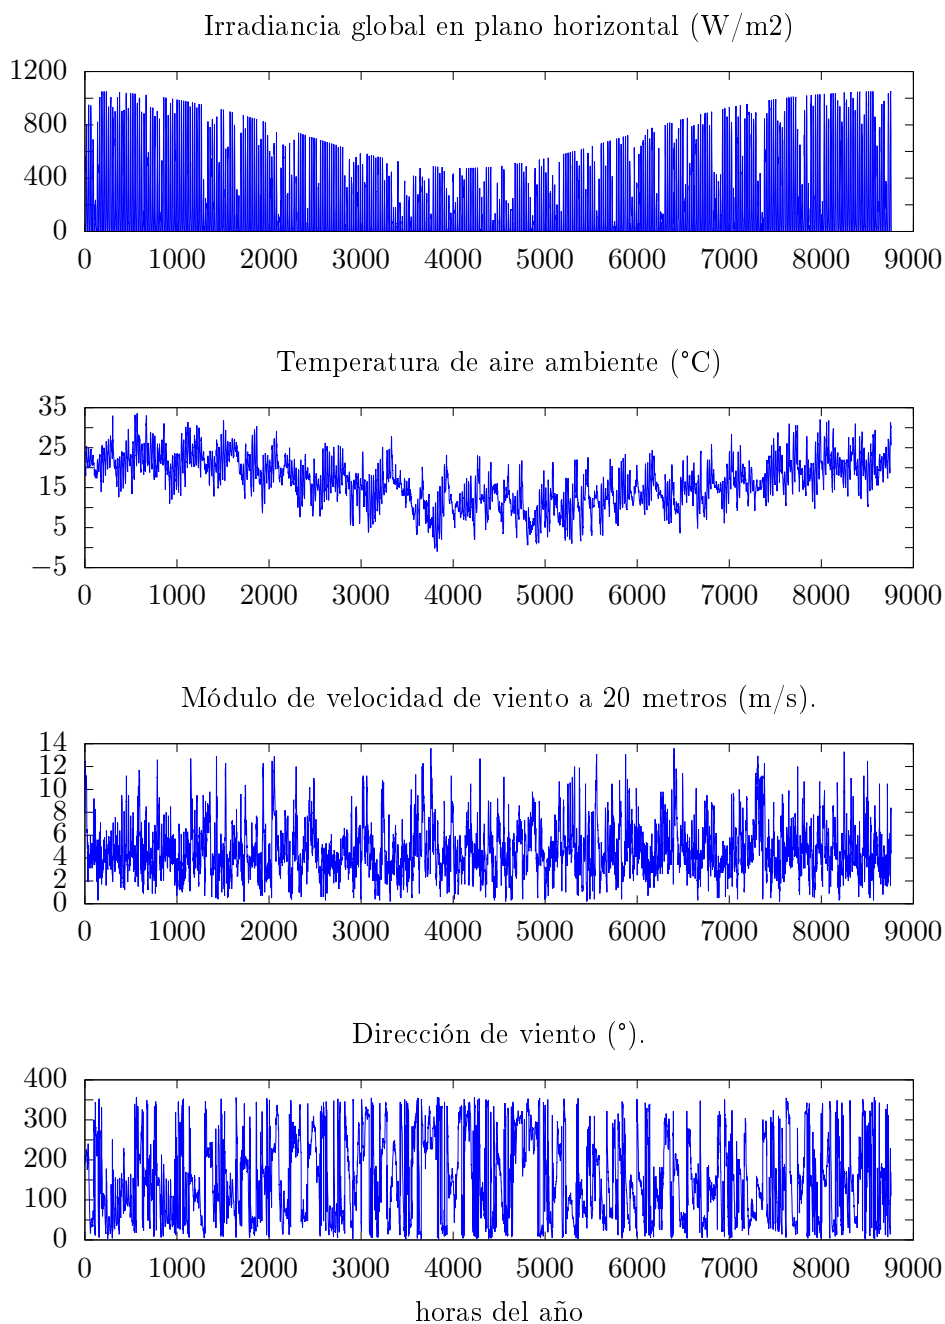 Irradiancia global en plano horizontal (W/m2)
1200
800
400
0
0 1000 2000 3000 4000 5000 6000 7000 8000 9000
Temperatura de aire ambiente (°C)
35
25
15
5
−5
0 1000 2000 3000 4000 5000 6000 7000 8000 9000
Módulo de velocidad de viento a 20 metros (m/s).
14
12
10
8
6
4
2
0
0 1000 2000 3000 4000 5000 6000 7000 8000 9000
Dirección de viento (°).
400
300
200
100
0
0 1000 2000 3000 4000 5000 6000 7000 8000 9000
horas del año